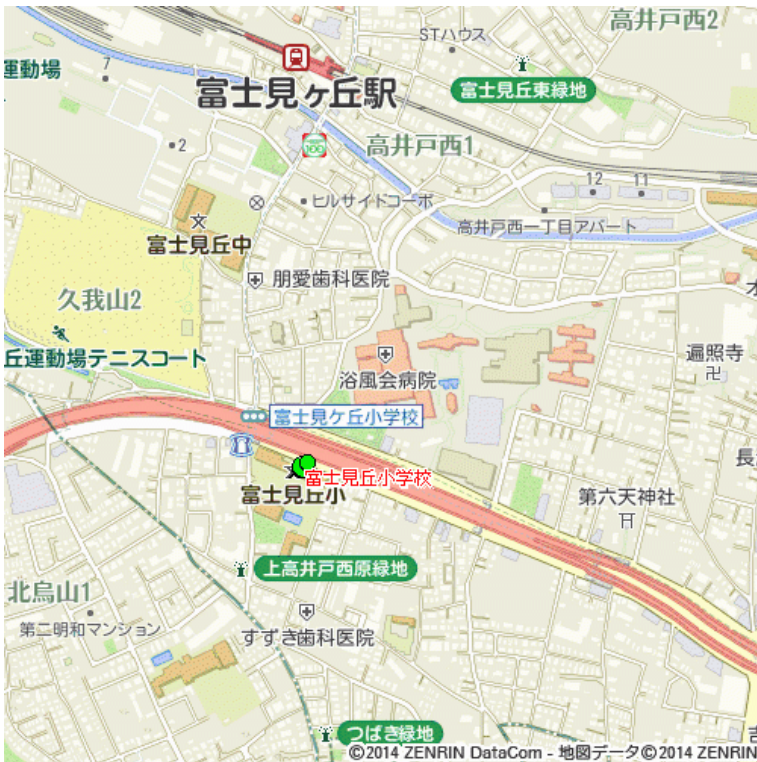 高井戸西2
STハウス
運動場
7
富士見ヶ丘駅
富士見丘東緑地
2
100
高井戸西1
12
11
ヒルサイドコーポ
高井戸西一丁目アパート
富士見丘中
朋愛歯科医院
久我山2
丘運動場テニスコート
遍照寺
浴風会病院
富士見ケ丘小学校
長
富士見丘小学校
富士見丘小
第六天神社
上高井戸西原緑地
北烏山1
第二明和マンション
すずき歯科医院
つばき緑地
©2014 ZENRIN DataCom - 地図データ©2014 ZENRIN